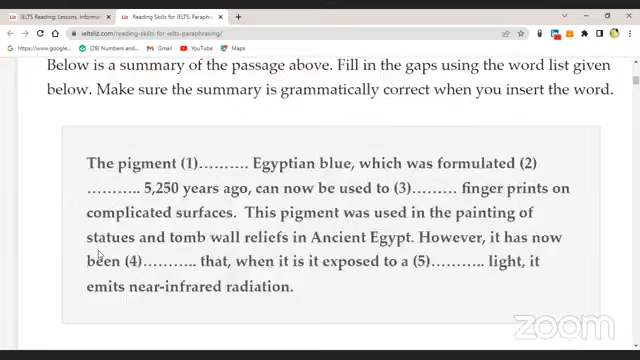 Liz IELTS Reading: Lessons, Informat
Liz Reading Skills for IELTS: Paraphr
ieltsliz.com/reading-skills-for-ielts-paraphrasing/
https://www.google...
(29) Numbers and...
Gmail
YouTube
Maps
Below is a summary of the passage above. Fill in the gaps using the word list given
below. Make sure the summary is grammatically correct when you insert the word.
The pigment (1)………. Egyptian blue, which was formulated (2)
……….. 5,250 years ago, can now be used to (3)……… finger prints on
complicated surfaces. This pigment was used in the painting of
statues and tomb wall reliefs in Ancient Egypt. However, it has now
been (4)……….. that, when it is it exposed to a (5)……….. light, it
emits near-infrared radiation.
zoom